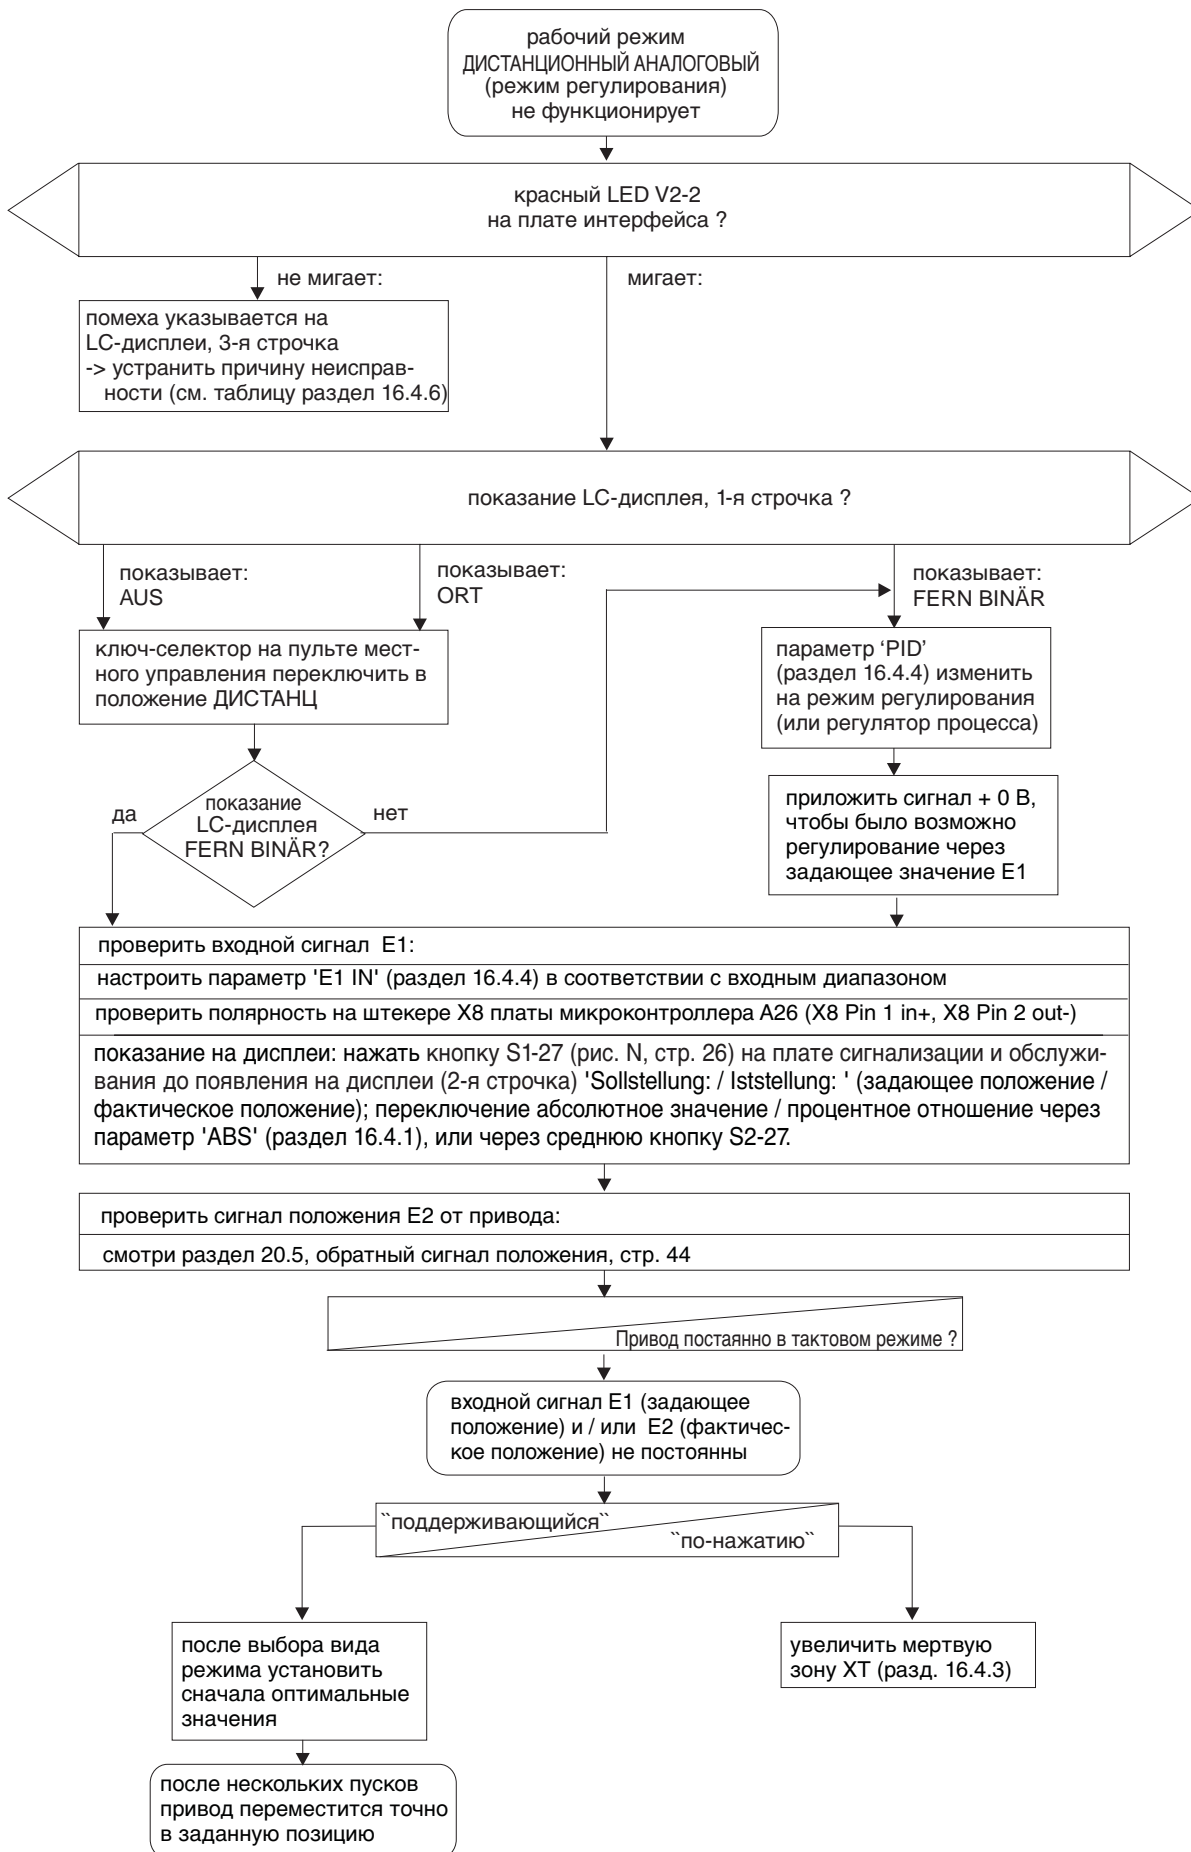 рабочий режим
ДИСТАНЦИОННЫЙ АНАЛОГОВЫЙ
(режим регулирования)
не функционирует
красный LED V2-2
на плате интерфейса ?
не мигает:
мигает:
помеха указывается на
LC-дисплеи, 3-я строчка
-> устранить причину неисправ-
ности (см. таблицу раздел 16.4.6)
показание LC-дисплея, 1-я строчка ?
показывает:
AUS
показывает:
ORT
показывает:
FERN BINÄR
ключ-селектор на пульте мест-
ного управления переключить в
положение ДИСТАНЦ
параметр ‘PID’
(раздел 16.4.4) изменить
на режим регулирования
(или регулятор процесса)
да
показание
LC-дисплея
FERN BINÄR?
нет
приложить сигнал + 0 В,
чтобы было возможно
регулирование через
задающее значение E1
проверить входной сигнал E1:
настроить параметр 'E1 IN' (раздел 16.4.4) в соответствии с входным диапазоном
проверить полярность на штекере X8 платы микроконтроллера A26 (X8 Pin 1 in+, X8 Pin 2 out-)
показание на дисплеи: нажать кнопку S1-27 (рис. N, стр. 26) на плате сигнализации и обслужи-
вания до появления на дисплеи (2-я строчка) 'Sollstellung: / Iststellung: ' (задающее положение /
фактическое положение); переключение абсолютное значение / процентное отношение через
параметр 'ABS' (раздел 16.4.1), или через среднюю кнопку S2-27.
проверить сигнал положения E2 от привода:
смотри раздел 20.5, обратный сигнал положения, стр. 44
Привод постаянно в тактовом режиме ?
входной сигнал E1 (задающее
положение) и / или E2 (фактичес-
кое положение) не постоянны
``поддерживающийся``
``по-нажатию``
после выбора вида
режима установить
сначала оптимальные
значения
увеличить мертвую
зону XT (разд. 16.4.3)
после нескольких пусков
привод переместится точно
в заданную позицию